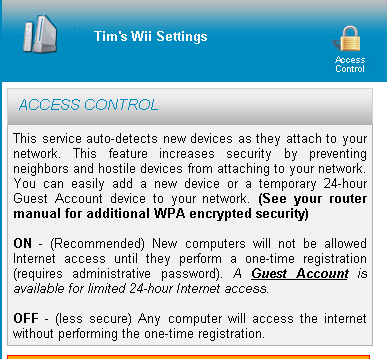 Tim's Wii Settings
Access
Control
ACCESS CONTROL
This service auto-detects new devices as they attach to your
network. This feature increases security by preventing
neighbors and hostile devices from attaching to your network.
You can easily add a new device or a temporary 24-hour
Guest Account device to your network. (See your router
manual for additional WPA encrypted security)
ON - (Recommended) New computers will not be allowed
Internet access until they perform a one-time registration
(requires administrative password). A Guest Account is
available for limited 24-hour Internet access.
OFF - (less secure) Any computer will access the internet
without performing the one-time registration.